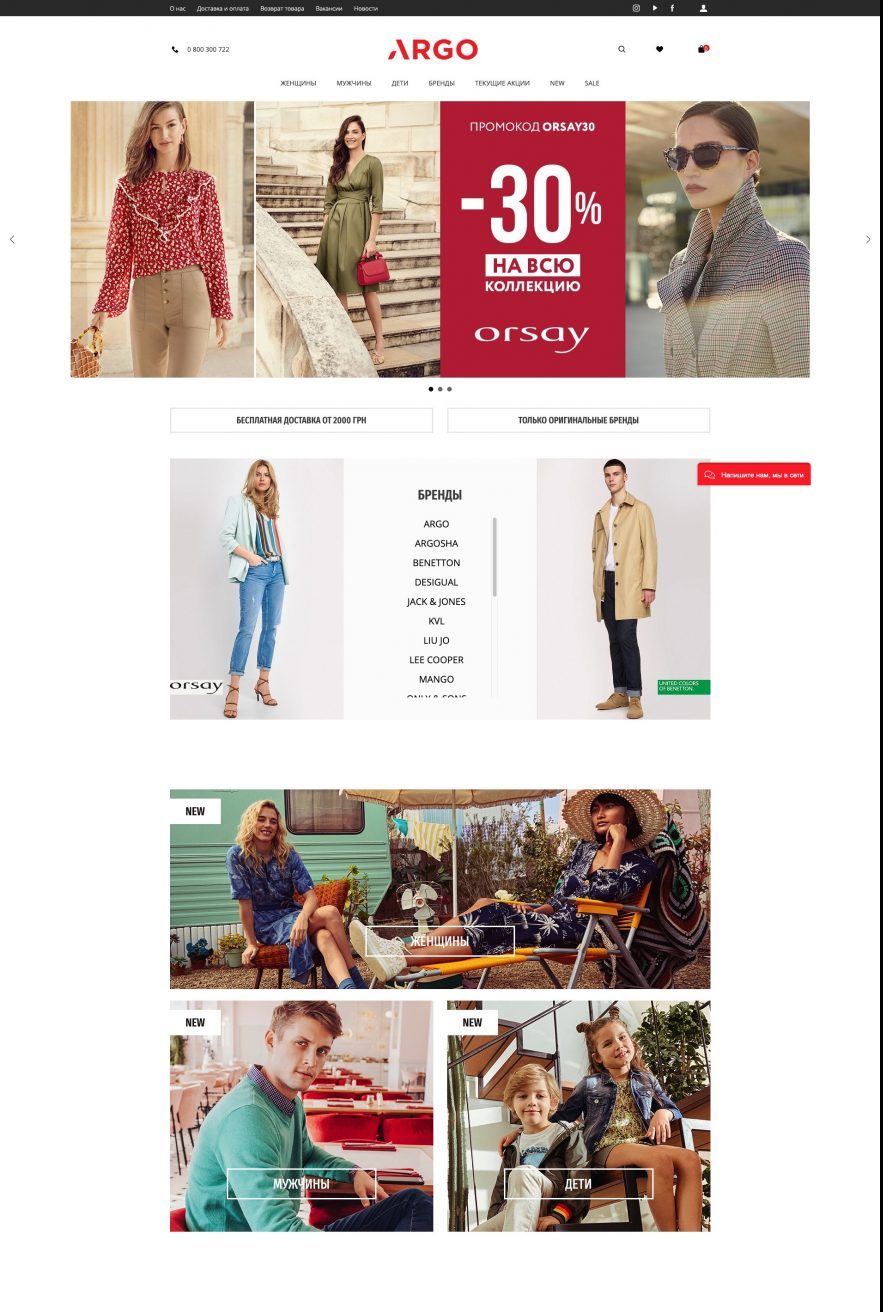 О нас Доставка и оплата Возврат товара Вакансии Новости
0 800 300 722
ARGO
ЖЕНЩИНЫ МУЖЧИНЫ ДЕТИ БРЕНДЫ ТЕКУЩИЕ АКЦИИ NEW SALE
ПРОМОКОД ORSAY30
-30%
НА ВСЮ
КОЛЛЕКЦИЮ
orsay
БЕСПЛАТНАЯ ДОСТАВКА ОТ 2000 ГРН
ТОЛЬКО ОРИГИНАЛЬНЫЕ БРЕНДЫ
Напишите нам, мы в сети
БРЕНДЫ
ARGO
ARGOSHA
BENETTON
DESIGUAL
JACK & JONES
KVL
LIU JO
LEE COOPER
MANGO
orsay
UNITED COLORS
OF BENETTON.
NEW
ЖЕНЩИНЫ
NEW
МУЖЧИНЫ
NEW
ДЕТИ